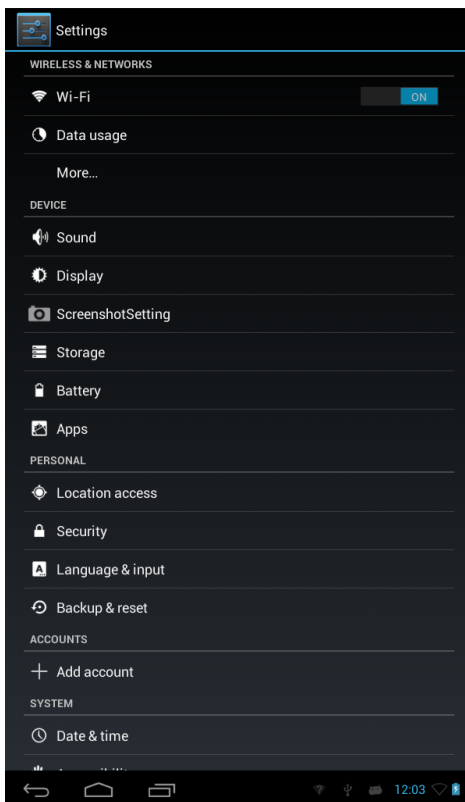 Settings
WIRELESS & NETWORKS
Wi-Fi ON
Data usage
More...
DEVICE
Sound
Display
ScreenshotSetting
Storage
Battery
Apps
PERSONAL
Location access
Security
Language & input
Backup & reset
ACCOUNTS
Add account
SYSTEM
Date & time
12:03